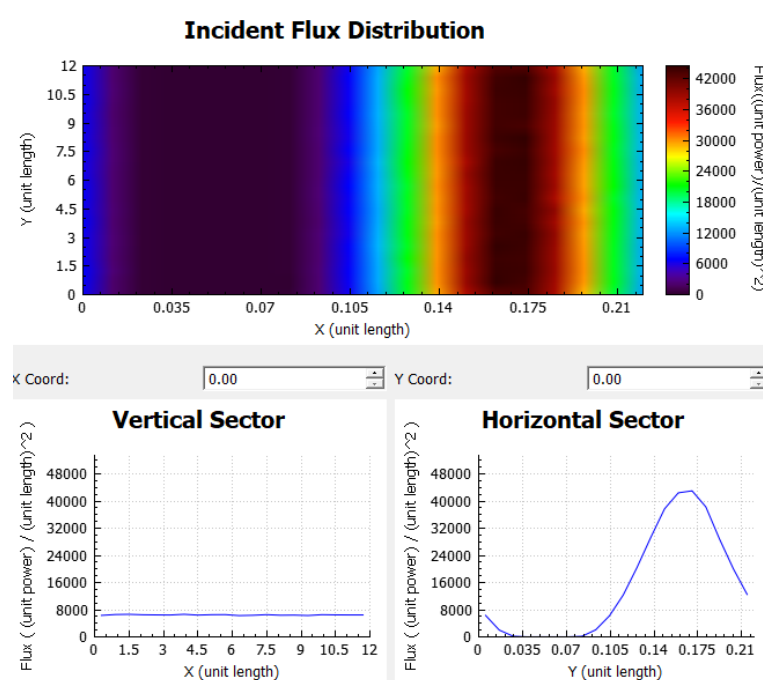 Incident Flux Distribution
12
10.5
9
7.5
6
4.5
3
1.5
0
Y (unit length)
0 0.035 0.07 0.105 0.14 0.175 0.21
X (unit length)
42000
36000
30000
24000
18000
12000
6000
0
Flux((unit power)/(unit length)^2)
X Coord: 0.00 Y Coord: 0.00
Vertical Sector
Flux ( (unit power) / (unit length)^2 )
48000
40000
32000
24000
16000
8000
0
0 1.5 3 4.5 6 7.5 9 10.5 12
X (unit length)
Horizontal Sector
Flux ( (unit power) / (unit length)^2 )
48000
40000
32000
24000
16000
8000
0
0 0.035 0.07 0.105 0.14 0.175 0.21
Y (unit length)